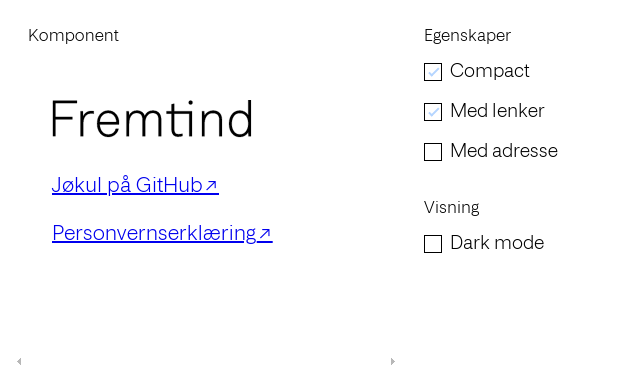 Komponent
Fremtind
Jøkul på GitHub↗
Personvernserklæring↗
Egenskaper
Compact
Med lenker
Med adresse
Visning
Dark mode